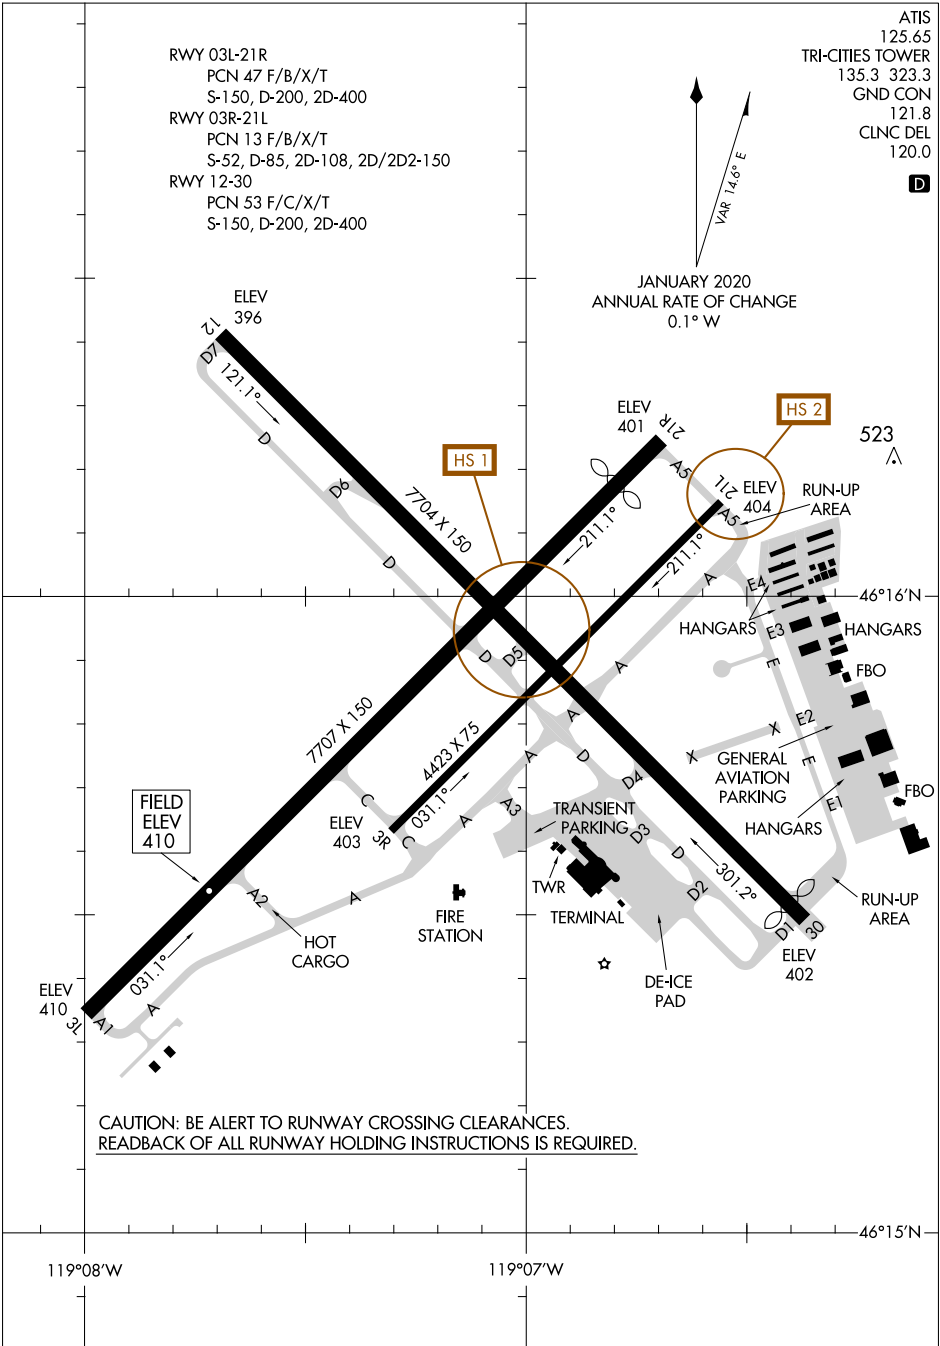 ATIS
125.65
TRI-CITIES TOWER
135.3 323.3
GND CON
121.8
CLNC DEL
120.0
D
RWY 03L-21R
PCN 47 F/B/X/T
S-150, D-200, 2D-400
RWY 03R-21L
PCN 13 F/B/X/T
S-52, D-85, 2D-108, 2D/2D2-150
RWY 12-30
PCN 53 F/C/X/T
S-150, D-200, 2D-400
VAR 14.6° E
JANUARY 2020
ANNUAL RATE OF CHANGE
0.1° W
ELEV
396
12
D7
121.1°
D
D6
7704 X 150
D
HS 1
ELEV
401
21R
A5
211.1°
HS 2
21L
ELEV
404
A5
RUN-UP
AREA
523
211.1°
A
E4
46°16'N
HANGARS
E3
HANGARS
E
FBO
D
D5
A
A
E2
X
X
E
GENERAL
AVIATION
PARKING
E1
HANGARS
FBO
7707 X 150
4423 X 75
031.1°
A
D
D4
C
ELEV
403
3R
C
A
A3
TRANSIENT
PARKING
D3
D
D2
301.2°
FIELD
ELEV
410
A2
A
HOT
CARGO
FIRE
STATION
TWR
TERMINAL
DE-ICE
PAD
D1
30
ELEV
402
RUN-UP
AREA
031.1°
ELEV
410
3L
A1
A
CAUTION: BE ALERT TO RUNWAY CROSSING CLEARANCES.
READBACK OF ALL RUNWAY HOLDING INSTRUCTIONS IS REQUIRED.
46°15'N
119°08'W
119°07'W